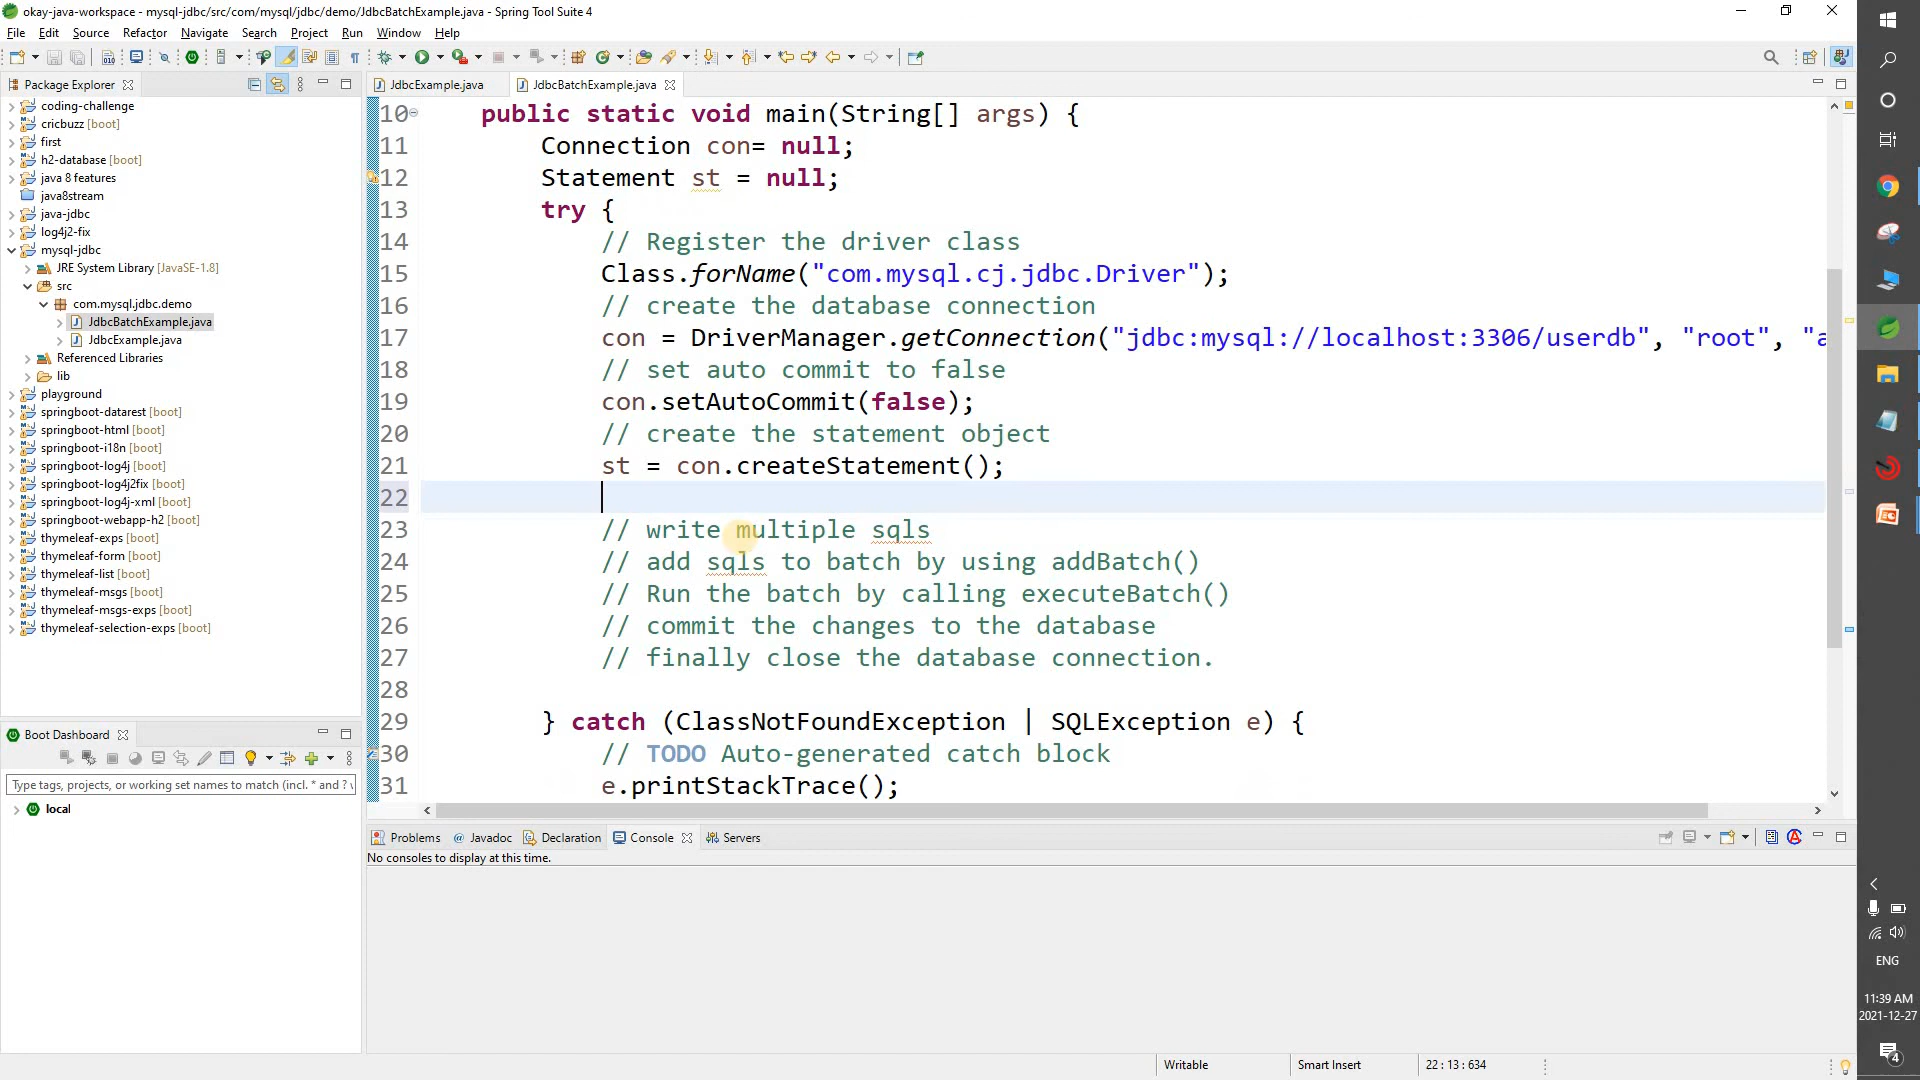 okay-java-workspace - mysql-jdbc/src/com/mysql/jdbc/demo/JdbcBatchExample.java - Spring Tool Suite 4
File Edit Source Refactor Navigate Search Project Run Window Help
Package Explorer
coding-challenge
cricbuzz [boot]
first
h2-database [boot]
java 8 features
java8stream
java-jdbc
log4j2-fix
mysql-jdbc
JRE System Library [JavaSE-1.8]
src
com.mysql.jdbc.demo
JdbcBatchExample.java
JdbcExample.java
Referenced Libraries
lib
playground
springboot-datarest [boot]
springboot-html [boot]
springboot-i18n [boot]
springboot-log4j [boot]
springboot-log4j2fix [boot]
springboot-log4j-xml [boot]
springboot-webapp-h2 [boot]
thymeleaf-exps [boot]
thymeleaf-form [boot]
thymeleaf-list [boot]
thymeleaf-msgs [boot]
thymeleaf-msgs-exps [boot]
thymeleaf-selection-exps [boot]
Boot Dashboard
Type tags, projects, or working set names to match (incl. * and ?
local
JdbcExample.java JdbcBatchExample.java
10 public static void main(String[] args) {
11 Connection con= null;
12 Statement st = null;
13 try {
14 // Register the driver class
15 Class.forName("com.mysql.cj.jdbc.Driver");
16 // create the database connection
17 con = DriverManager.getConnection("jdbc:mysql://localhost:3306/userdb", "root", "a
18 // set auto commit to false
19 con.setAutoCommit(false);
20 // create the statement object
21 st = con.createStatement();
22
23 // write multiple sqls
24 // add sqls to batch by using addBatch()
25 // Run the batch by calling executeBatch()
26 // commit the changes to the database
27 // finally close the database connection.
28
29 } catch (ClassNotFoundException | SQLException e) {
30 // TODO Auto-generated catch block
31 e.printStackTrace();
Problems Javadoc Declaration Console Servers
No consoles to display at this time.
Writable Smart Insert 22 : 13 : 634
ENG
11:39 AM
2021-12-27
4